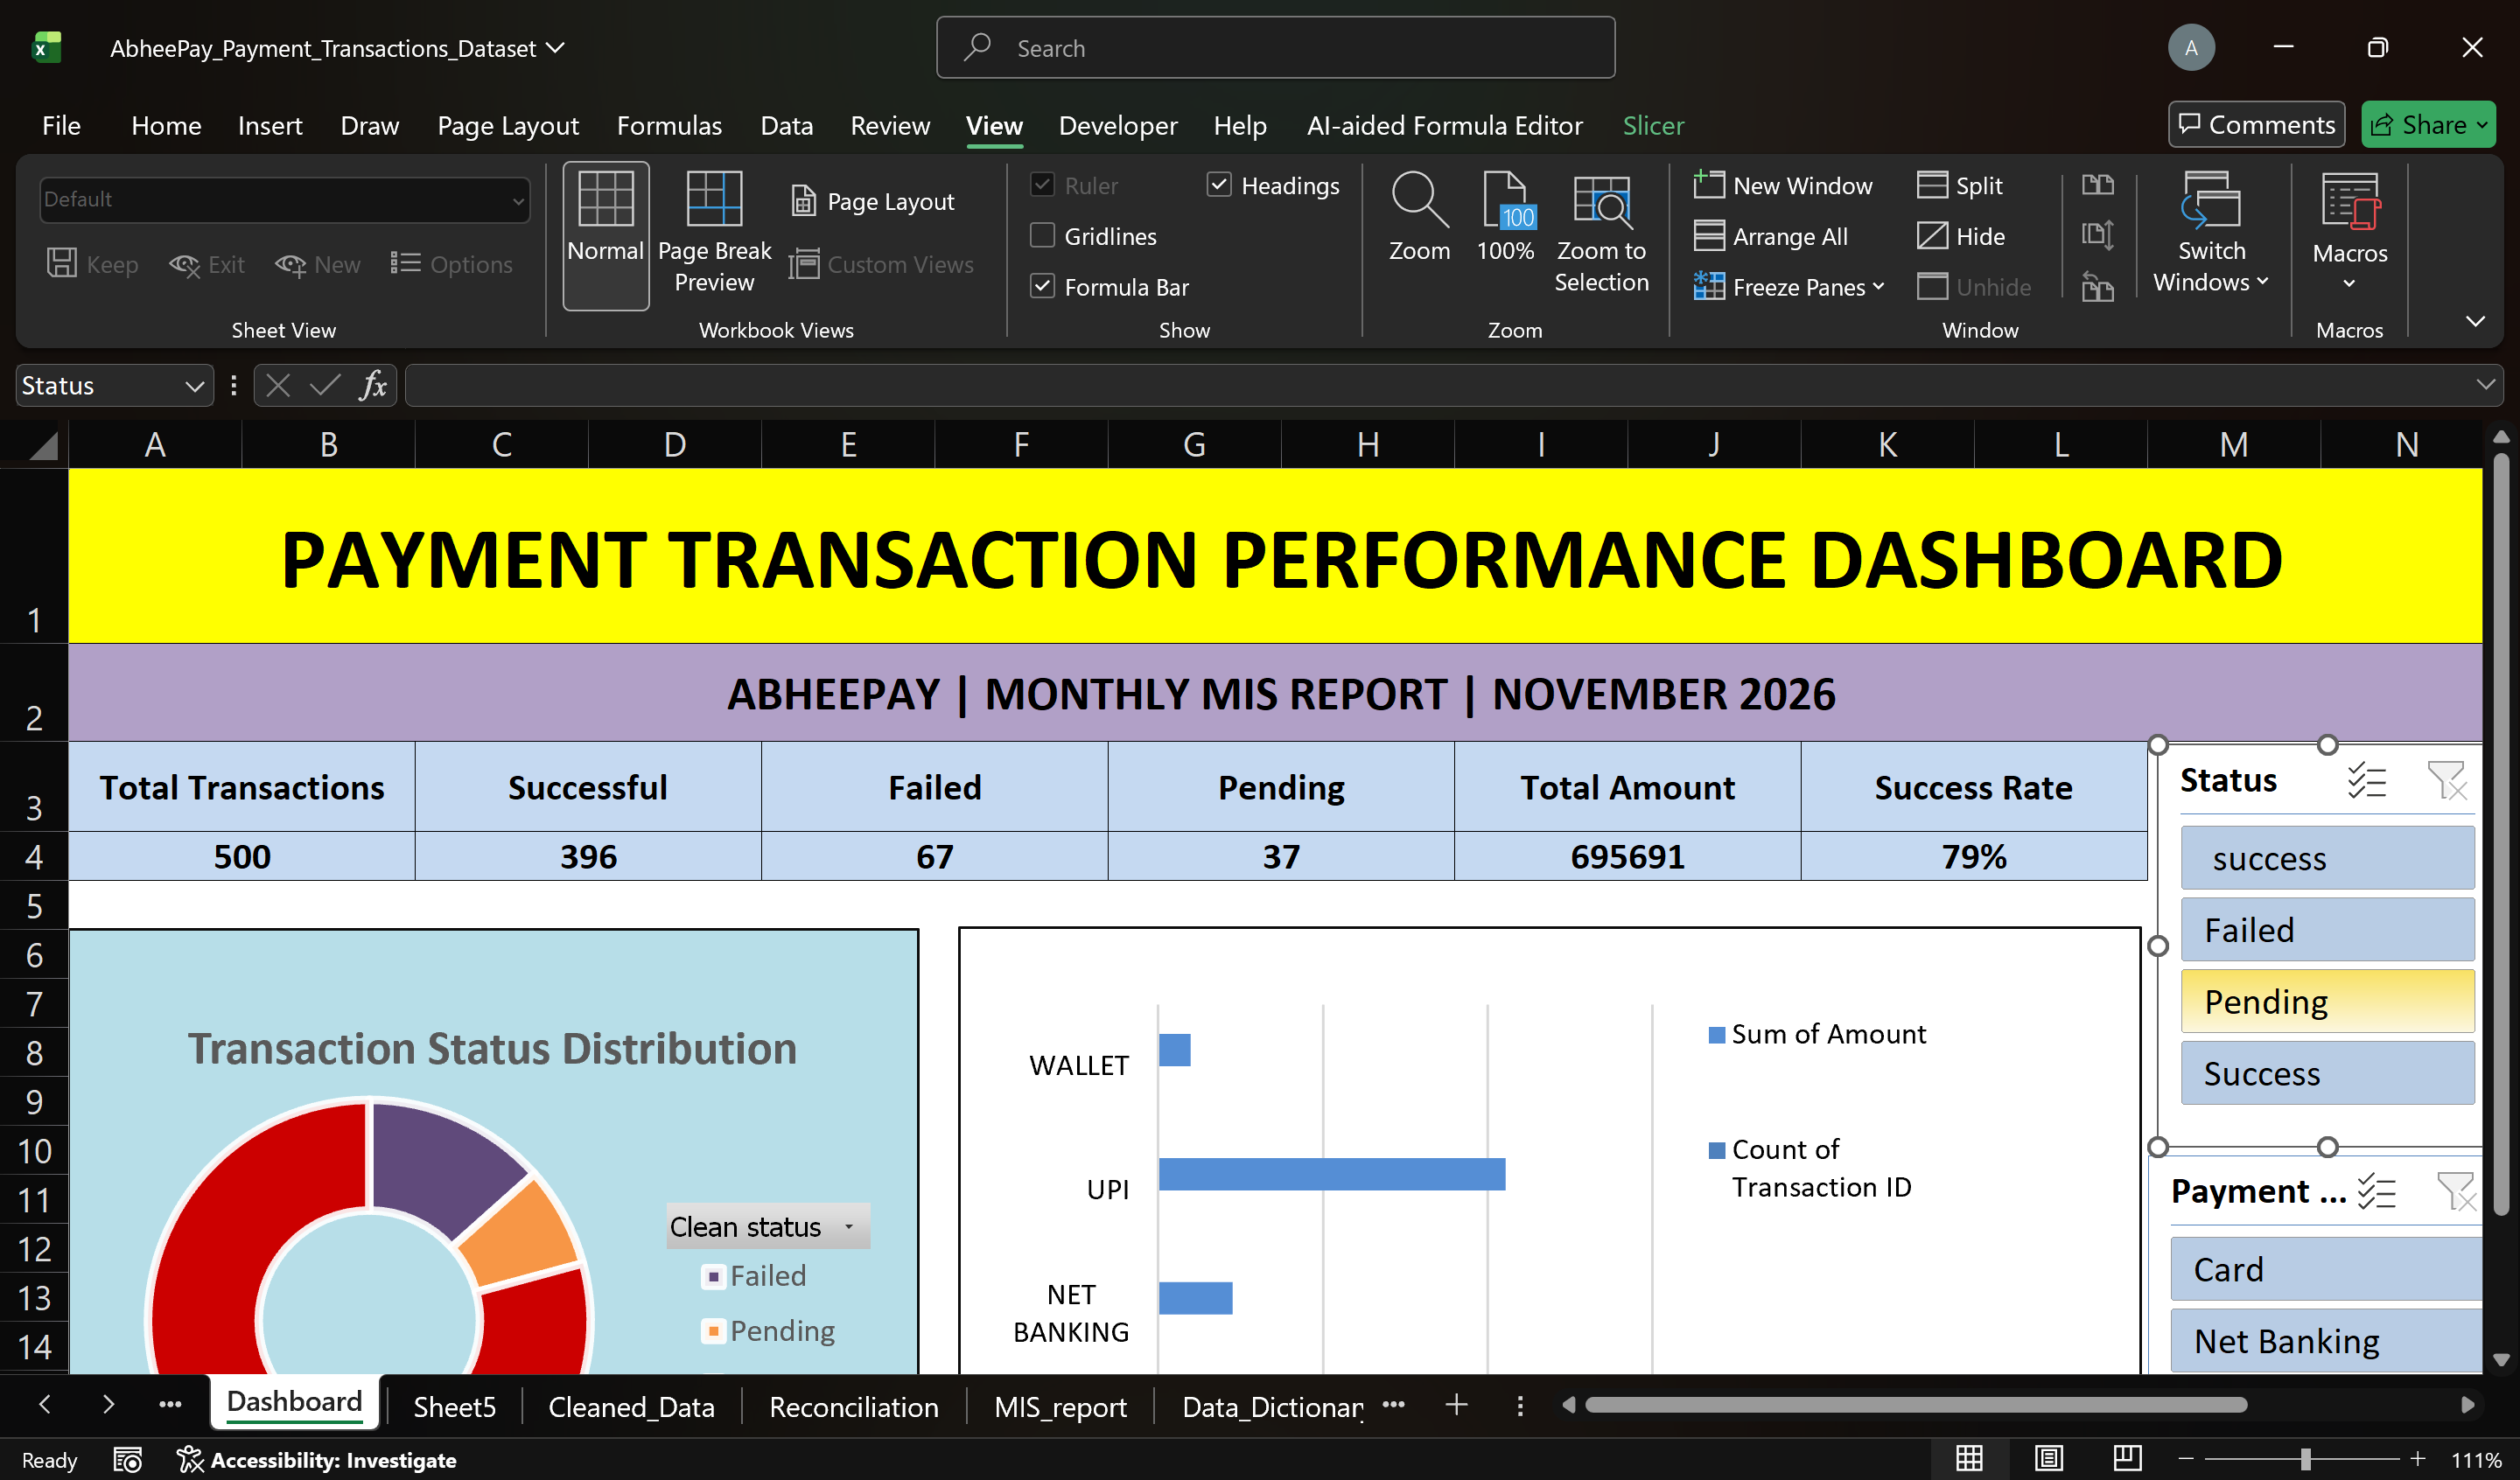 AbheePay_Payment_Transactions_Dataset
Search
A
File Home Insert Draw Page Layout Formulas Data Review View Developer Help AI-aided Formula Editor Slicer
Comments Share
Default
Keep Exit New Options
Sheet View
Normal
Page Break Preview
Page Layout
Custom Views
Workbook Views
Ruler
Gridlines
Formula Bar
Headings
Show
Zoom
100
100%
Zoom to Selection
Zoom
New Window
Arrange All
Freeze Panes
Split
Hide
Unhide
Switch Windows
Window
Macros
Macros
Status
fx
A B C D E F G H I J K L M N
1
PAYMENT TRANSACTION PERFORMANCE DASHBOARD
2
ABHEEPAY | MONTHLY MIS REPORT | NOVEMBER 2026
3
Total Transactions Successful Failed Pending Total Amount Success Rate
4
500 396 67 37 695691 79%
5
6
7
8
9
10
11
12
13
14
Transaction Status Distribution
Clean status
Failed
Pending
WALLET
UPI
NET
BANKING
Sum of Amount
Count of
Transaction ID
Status
success
Failed
Pending
Success
Payment ...
Card
Net Banking
Dashboard Sheet5 Cleaned_Data Reconciliation MIS_report Data_Dictionar
Ready
Accessibility: Investigate
111%